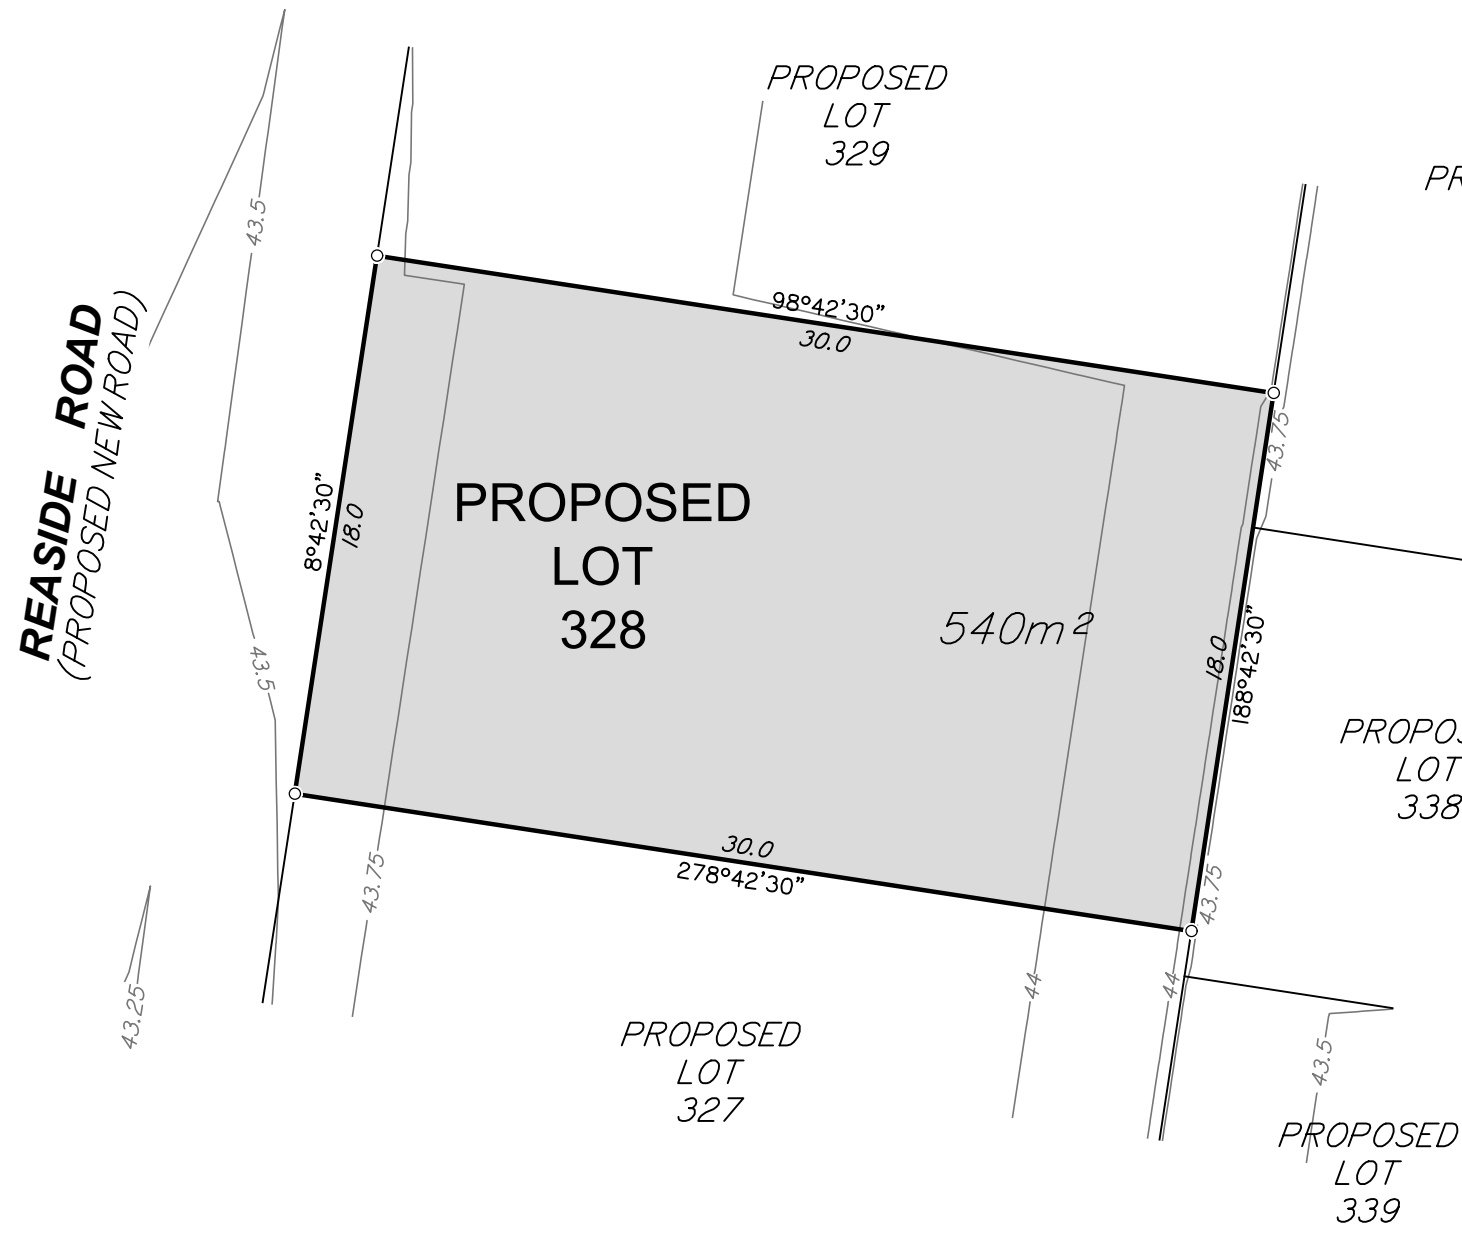 PROPOSED
LOT
329
PR
43.5
98°42'30"
30.0
REASIDE ROAD
(PROPOSED NEW ROAD)
43.75
8°42'30"
18.0
PROPOSED
LOT
328
540m²
18.0
188°42'30"
43.5
PROPOS
LOT
338
30.0
278°42'30"
43.75
43.75
43.25
44
44
PROPOSED
LOT
327
43.5
PROPOSED
LOT
339